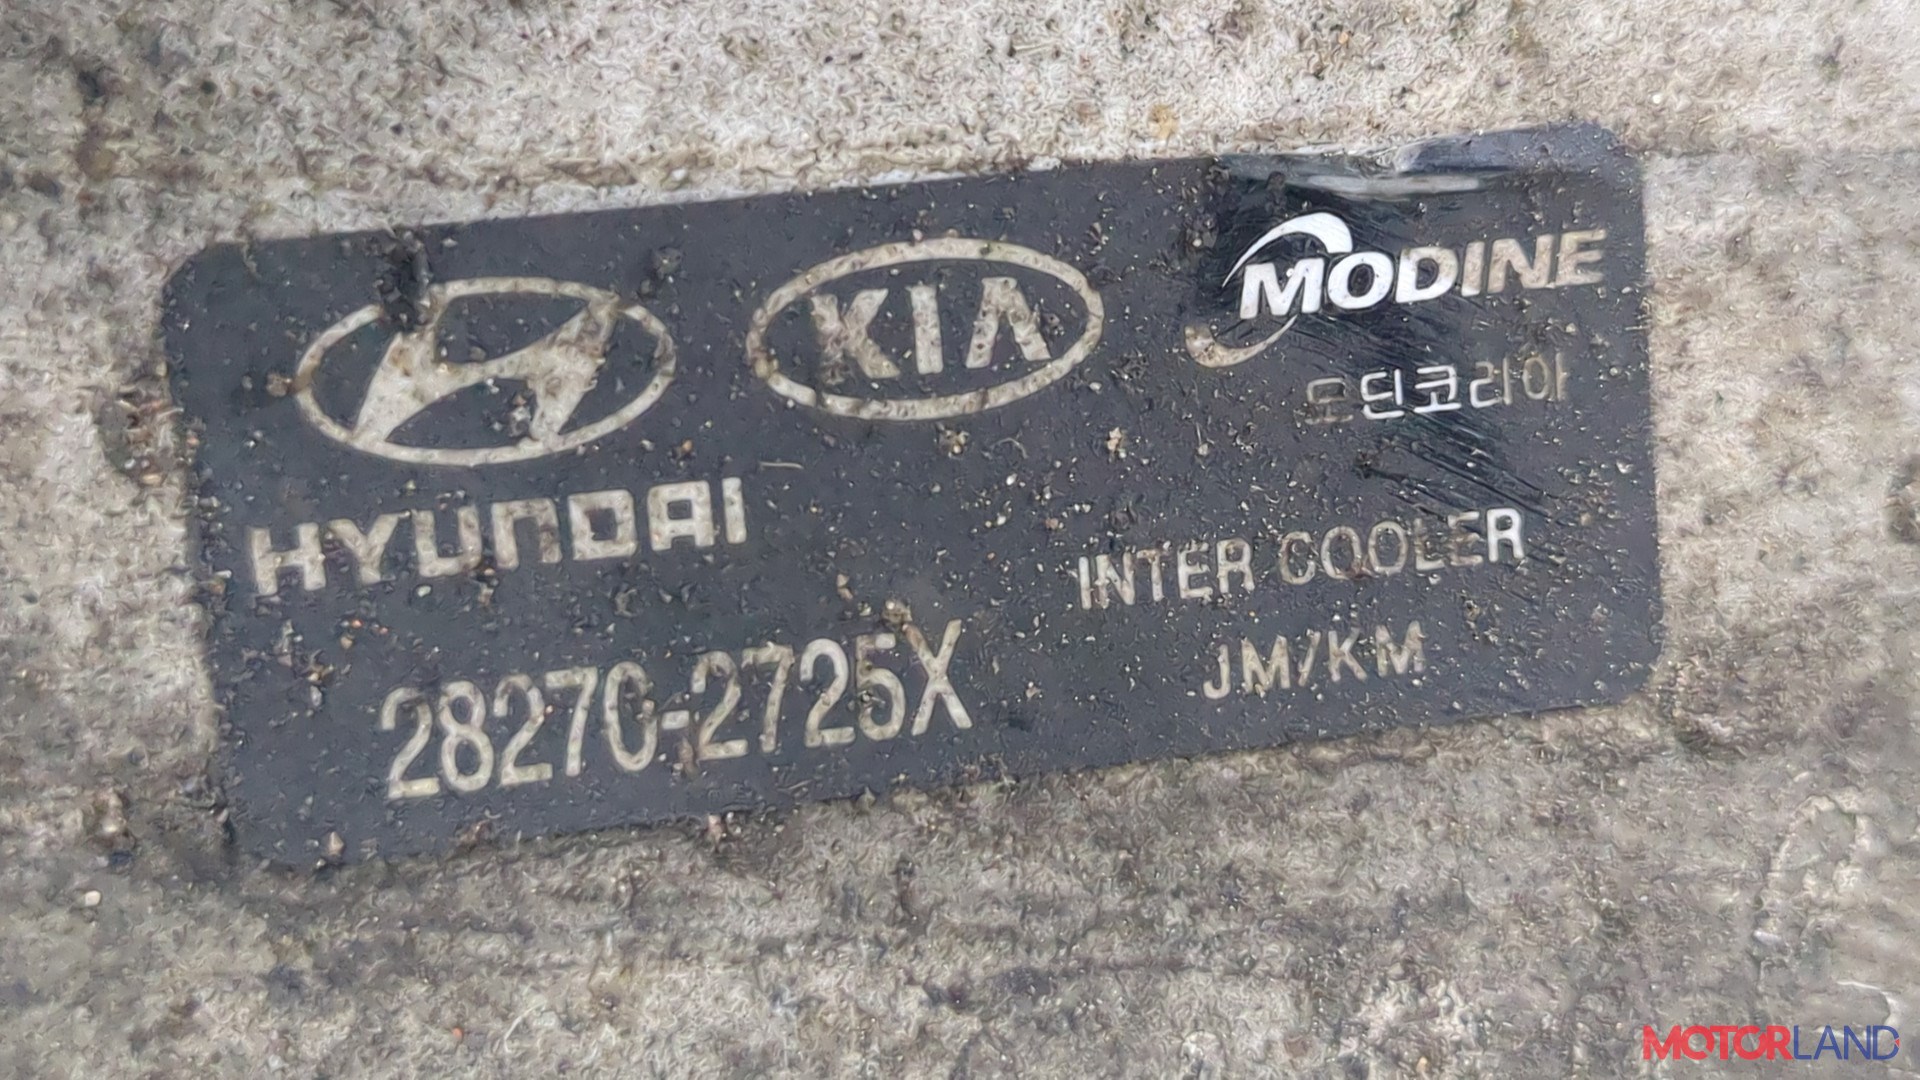 KIA
MODINE
모딘코리아
HYUNDAI
INTER COOLER
28270-2725X
JM/KM
MOTORLAND